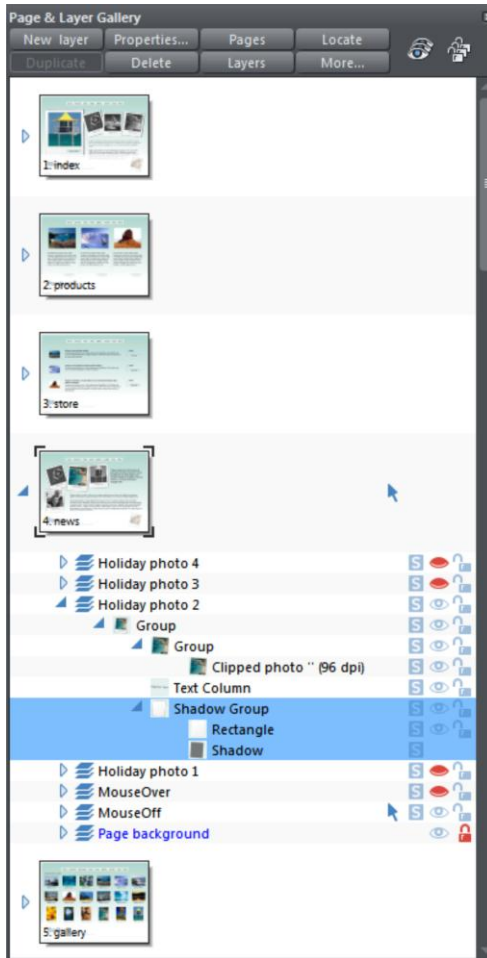 Page & Layer Gallery
New layer Properties... Pages Locate
Duplicate Delete Layers More...
1: index
2: products
3: store
4: news
Holiday photo 4
S
Holiday photo 3
S
Holiday photo 2
S
Group
S
Group
S
Clipped photo '' (96 dpi)
S
Text Column
S
Shadow Group
S
Rectangle
S
Shadow
S
Holiday photo 1
S
MouseOver
S
MouseOff
S
Page background
5: gallery